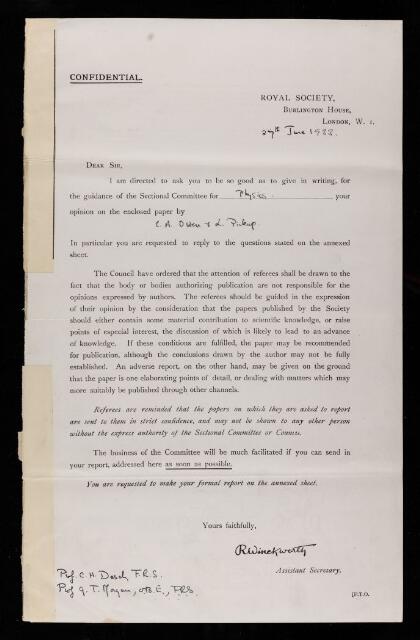 CONFIDENTIAL.
ROYAL SOCIETY,
BURLINGTON HOUSE,
LONDON, W. 1.
27th June 1932.
DEAR SIR,
I am directed to ask you to be so good as to give in writing, for
the guidance of the Sectional Committee for Physics your
opinion on the enclosed paper by
E. A. Owen & L. Pickup.
In particular you are requested to reply to the questions stated on the annexed
sheet.
The Council have ordered that the attention of referees shall be drawn to the
fact that the body or bodies authorizing publication are not responsible for the
opinions expressed by authors. The referees should be guided in the expression
of their opinion by the consideration that the papers published by the Society
should either contain some material contribution to scientific knowledge, or raise
points of especial interest, the discussion of which is likely to lead to an advance
of knowledge. If these conditions are fulfilled, the paper may be recommended
for publication, although the conclusions drawn by the author may not be fully
established. An adverse report, on the other hand, may be given on the ground
that the paper is one elaborating points of detail, or dealing with matters which may
more suitably be published through other channels.
Referees are reminded that the papers on which they are asked to report
are sent to them in strict confidence, and may not be shewn to any other person
without the express authority of the Sectional Committee or Council.
The business of the Committee will be much facilitated if you can send in
your report, addressed here as soon as possible.
You are requested to make your formal report on the annexed sheet.
Yours faithfully,
R Winckworth
Assistant Secretary.
Prof. C. H. Desch, F.R.S.
Prof G. T. Morgan, O.B.E., F.R.S.
[P.T.O.